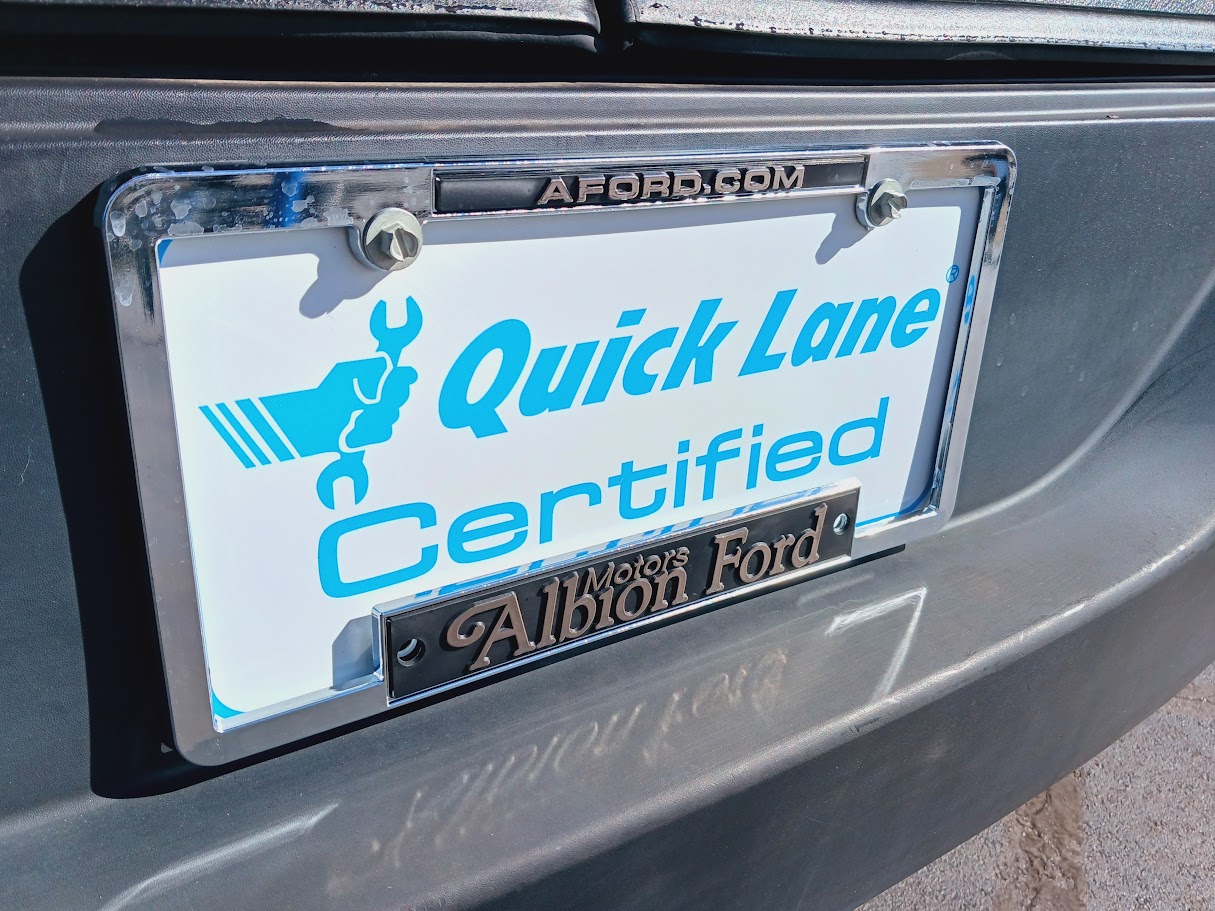 AFORD.COM
Quick Lane®
Certified
Motors
Albion Ford